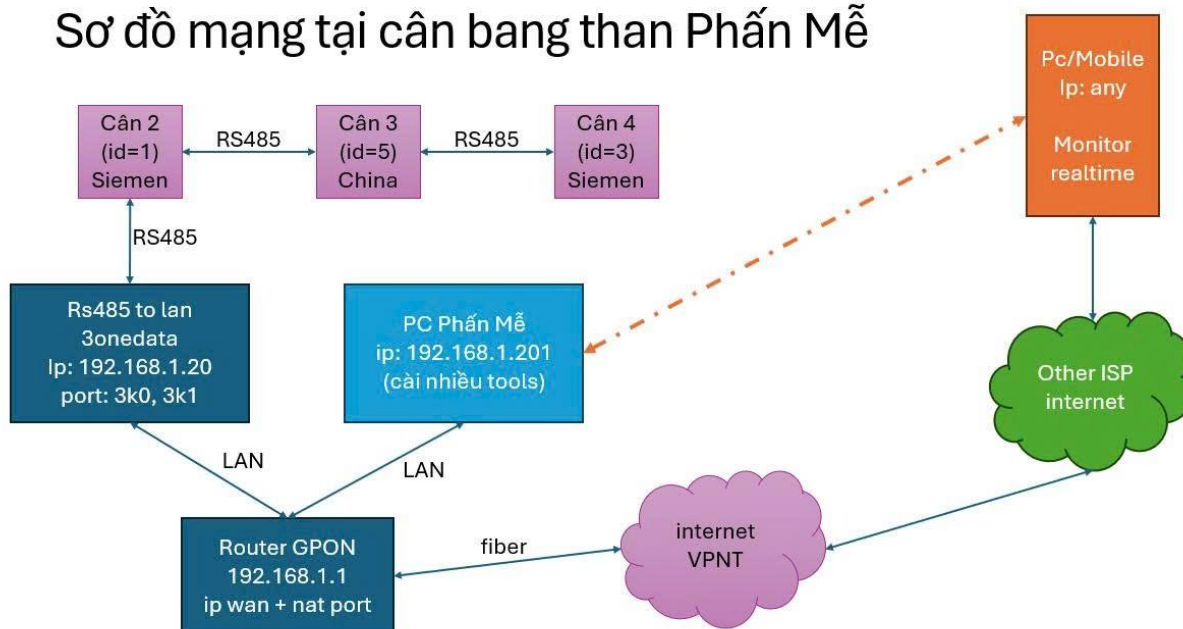 Sơ đồ mạng tại cân bang than Phấn Mễ
Pc/Mobile
Ip: any
Monitor
realtime
Cân 2
(id=1)
Siemen
RS485
Cân 3
(id=5)
China
RS485
Cân 4
(id=3)
Siemen
RS485
Rs485 to lan
3onedata
Ip: 192.168.1.20
port: 3k0, 3k1
PC Phấn Mễ
ip: 192.168.1.201
(cài nhiều tools)
Other ISP
internet
LAN
LAN
Router GPON
192.168.1.1
ip wan + nat port
fiber
internet
VPNT